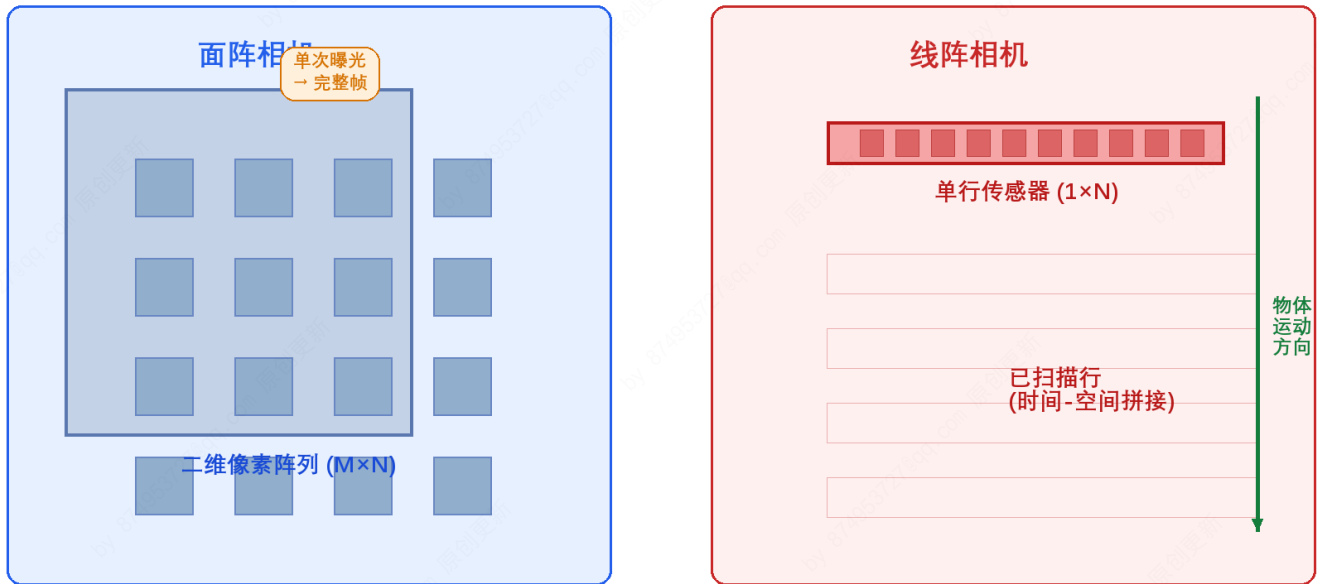 面阵相机
单次曝光
→ 完整帧
二维像素阵列 (M×N)
线阵相机
单行传感器 (1×N)
物体
运动
方向
已扫描行
(时间-空间拼接)